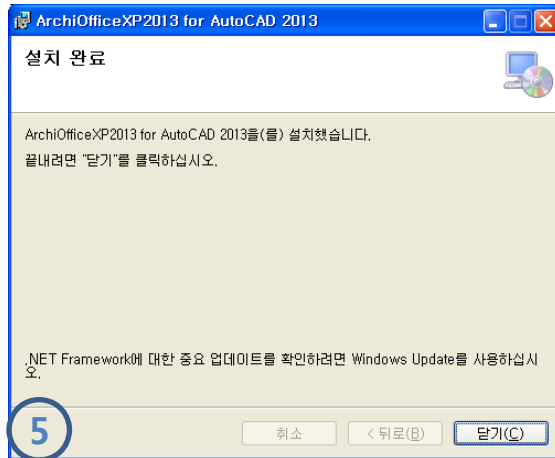 ArchiOfficeXP2013 for AutoCAD 2013
설치 완료
ArchiOfficeXP2013 for AutoCAD 2013을(를) 설치했습니다.
끝내려면 "닫기"를 클릭하십시오.
.NET Framework에 대한 중요 업데이트를 확인하려면 Windows Update를 사용하십시
오.
5
취소 < 뒤로(B) 닫기(C)